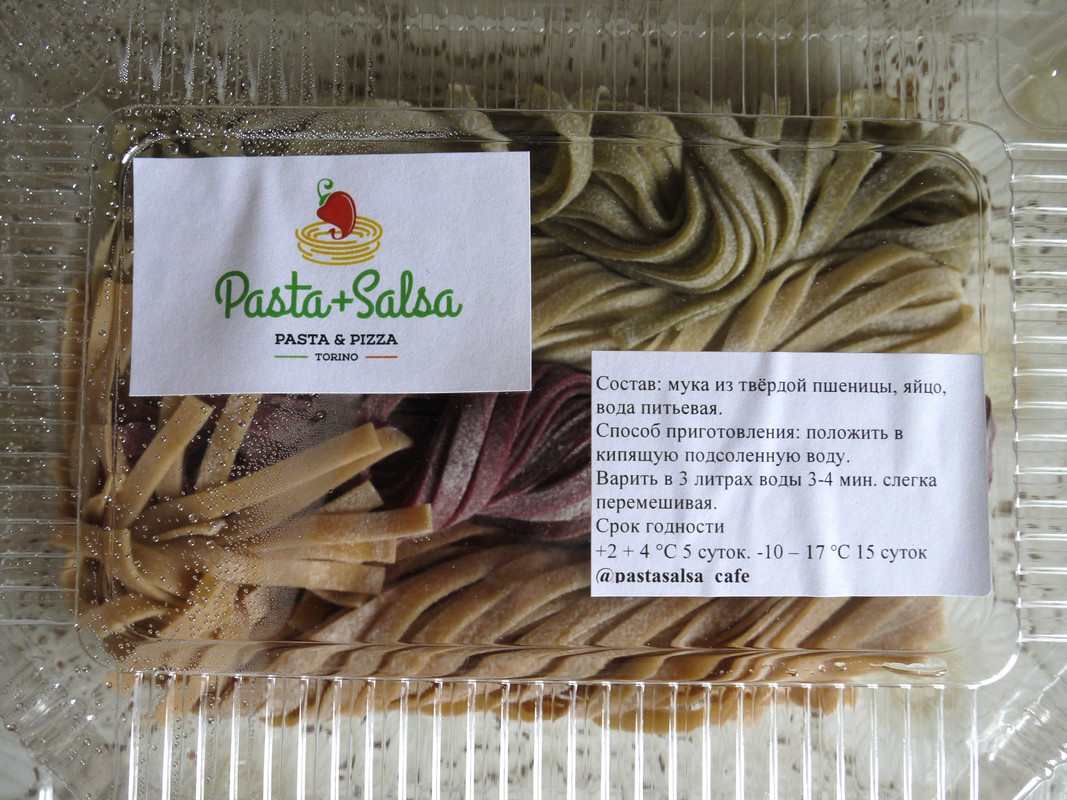 Pasta+Salsa
PASTA & PIZZA
TORINO
Состав: мука из твёрдой пшеницы, яйцо,
вода питьевая.
Способ приготовления: положить в
кипящую подсоленную воду.
Варить в 3 литрах воды 3-4 мин. слегка
перемешивая.
Срок годности
+2 + 4 °C 5 суток. -10 – 17 °C 15 суток
@pastasalsa_cafe